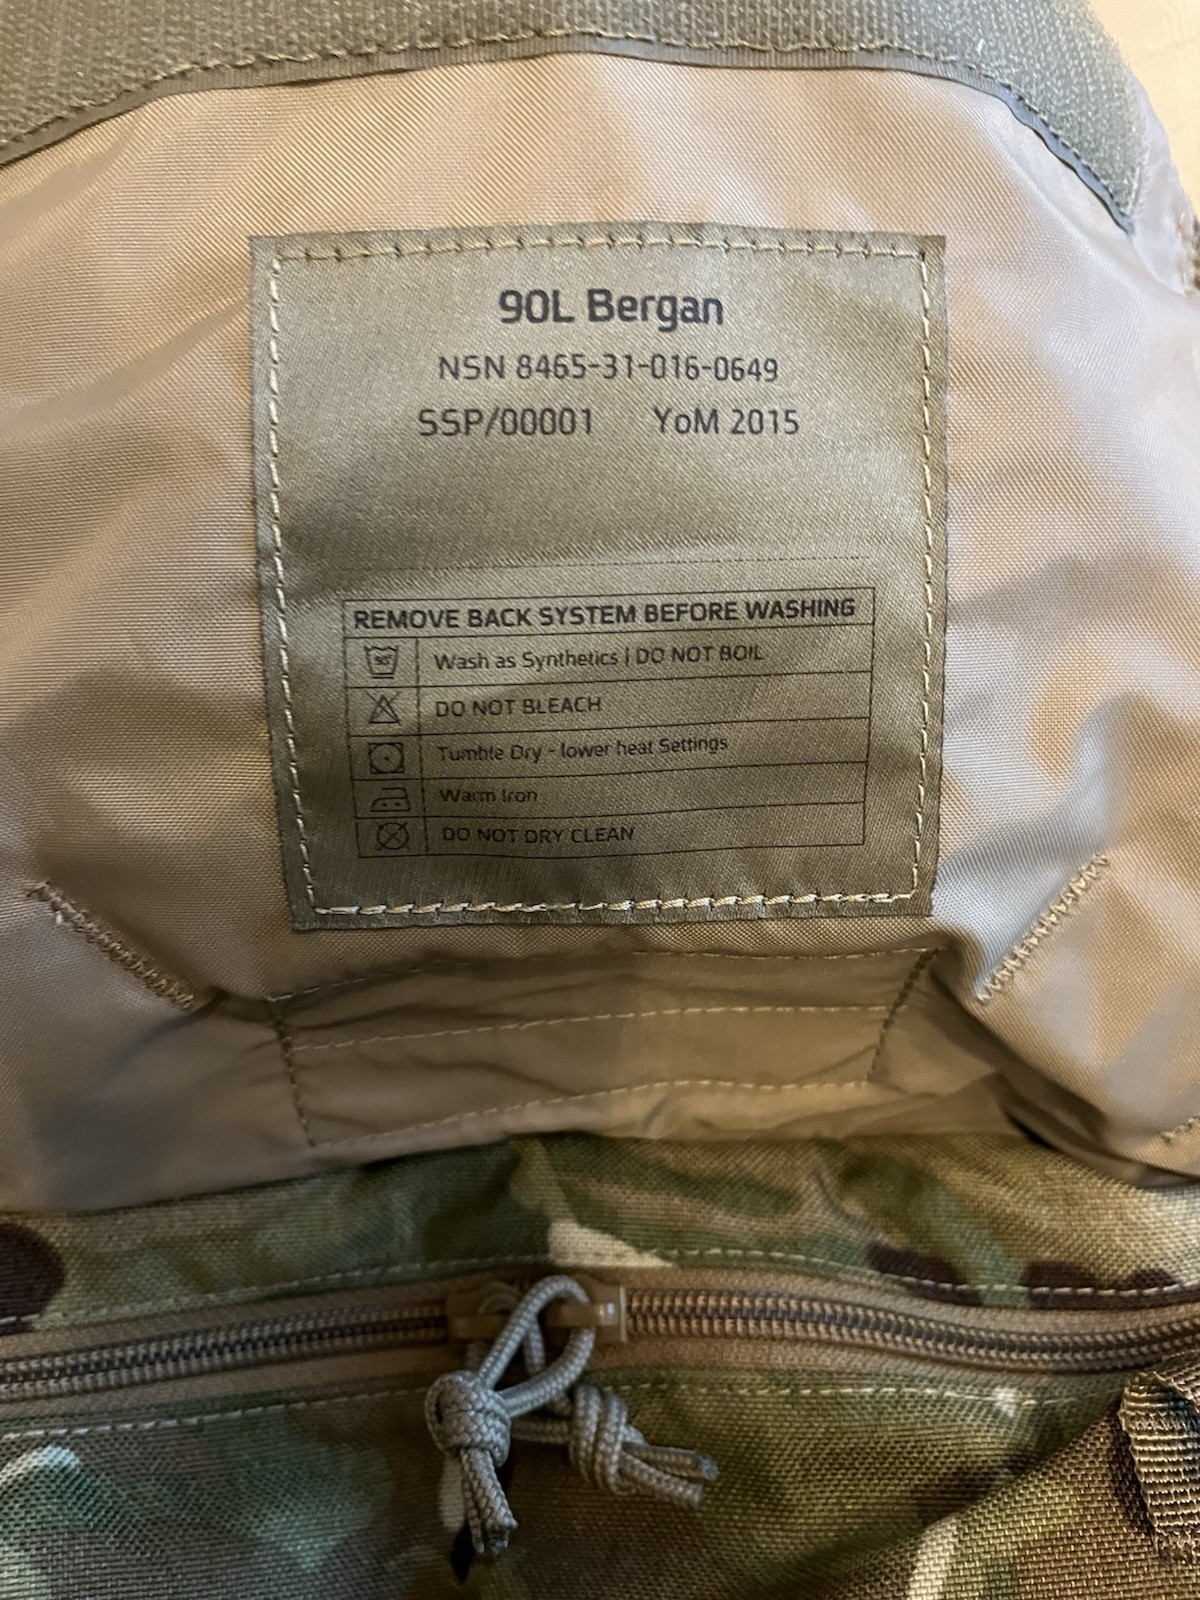 90L Bergan
NSN 8465-31-016-0649
SSP/00001 YoM 2015
REMOVE BACK SYSTEM BEFORE WASHING
Wash as Synthetics | DO NOT BOIL
DO NOT BLEACH
Tumble Dry - lower heat Settings
Warm Iron
DO NOT DRY CLEAN